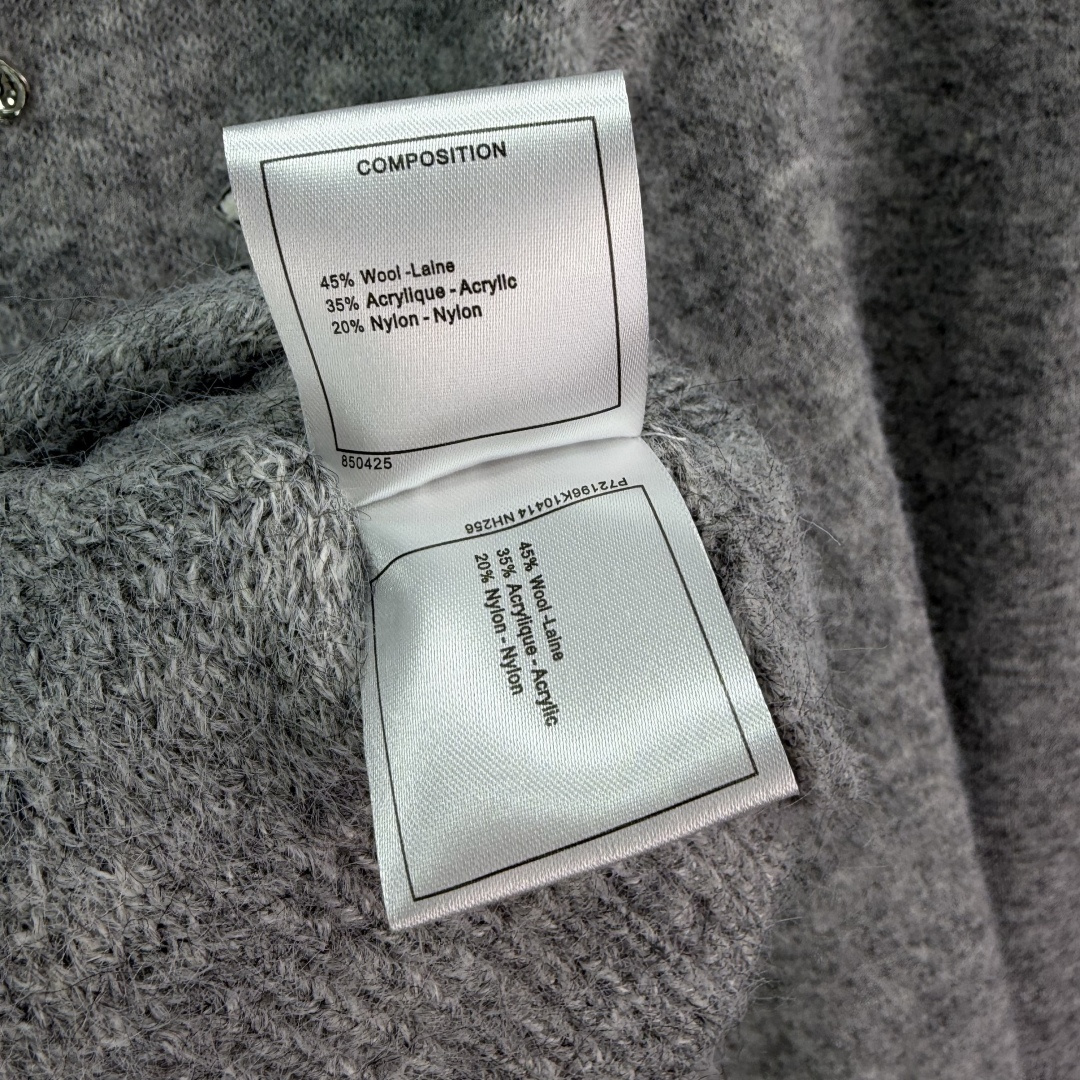 COMPOSITION
45% Wool -Laine
35% Acrylique - Acrylic
20% Nylon - Nylon
850425
P72196K10414 NH256
45% Wool -Laine
35% Acrylique - Acrylic
20% Nylon - Nylon